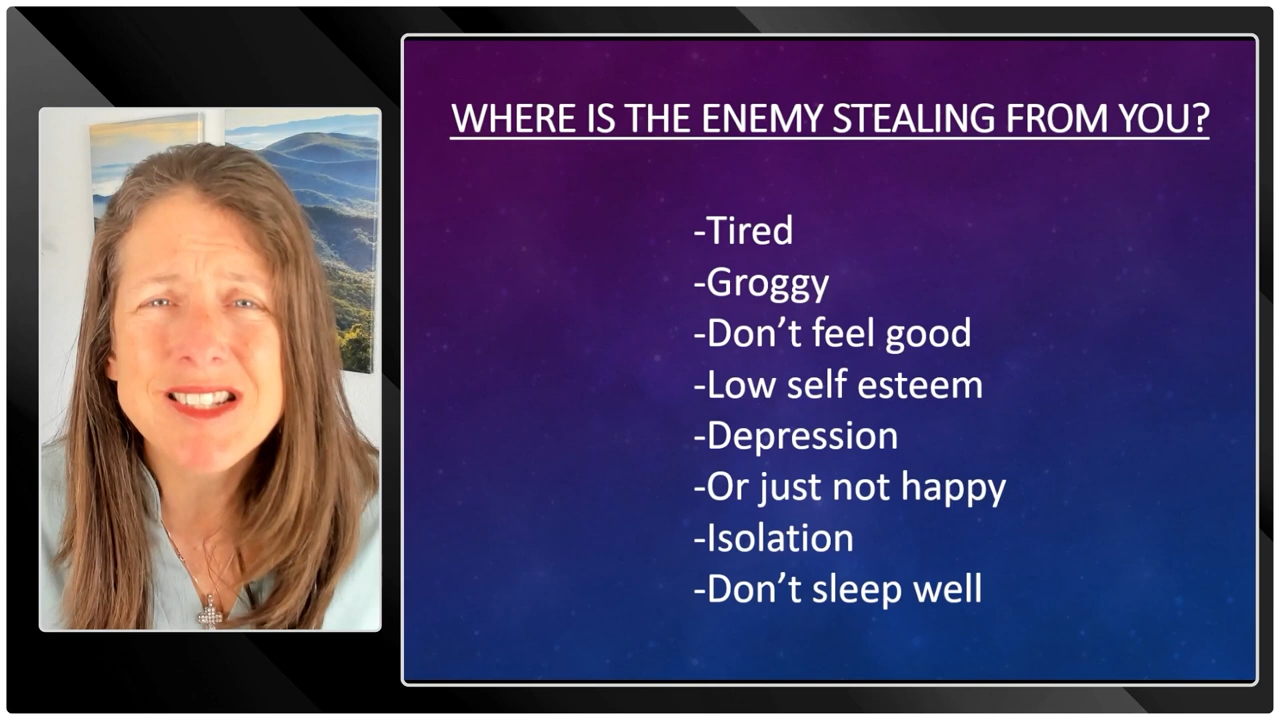 WHERE IS THE ENEMY STEALING FROM YOU?
-Tired
-Groggy
-Don’t feel good
-Low self esteem
-Depression
-Or just not happy
-Isolation
-Don’t sleep well